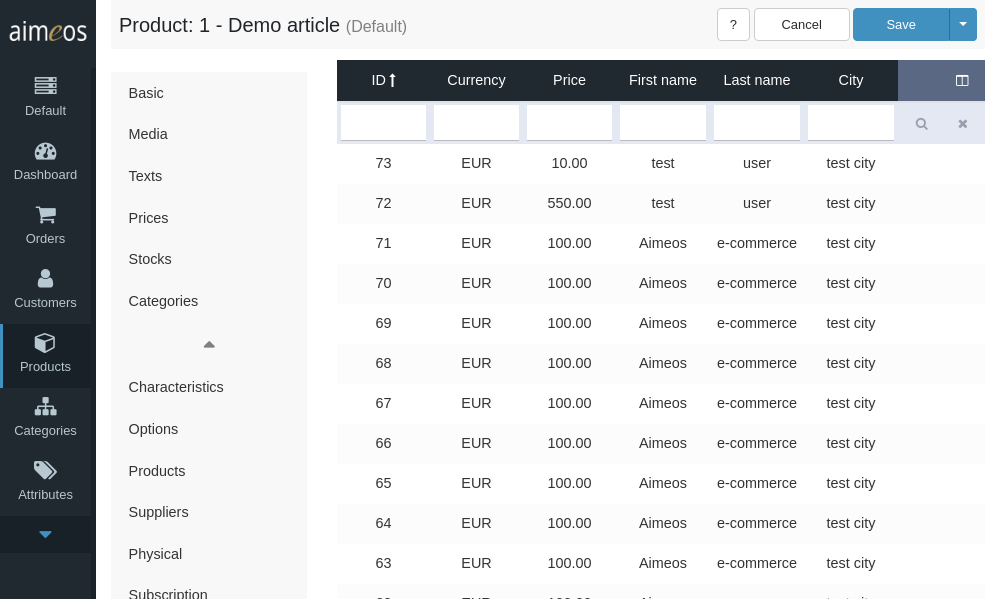 aimeos
Product: 1 - Demo article (Default)
?
Cancel
Save
Default
Dashboard
Orders
Customers
Products
Categories
Attributes
Basic
Media
Texts
Prices
Stocks
Categories
Characteristics
Options
Products
Suppliers
Physical
Subscription
ID Currency Price First name Last name City
73 EUR 10.00 test user test city
72 EUR 550.00 test user test city
71 EUR 100.00 Aimeos e-commerce test city
70 EUR 100.00 Aimeos e-commerce test city
69 EUR 100.00 Aimeos e-commerce test city
68 EUR 100.00 Aimeos e-commerce test city
67 EUR 100.00 Aimeos e-commerce test city
66 EUR 100.00 Aimeos e-commerce test city
65 EUR 100.00 Aimeos e-commerce test city
64 EUR 100.00 Aimeos e-commerce test city
63 EUR 100.00 Aimeos e-commerce test city